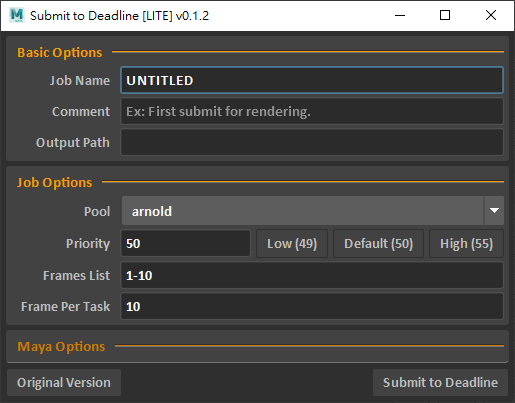 Submit to Deadline [LITE] v0.1.2
Basic Options
Job Name UNTITLED
Comment Ex: First submit for rendering.
Output Path
Job Options
Pool arnold
Priority 50 Low (49) Default (50) High (55)
Frames List 1-10
Frame Per Task 10
Maya Options
Original Version Submit to Deadline